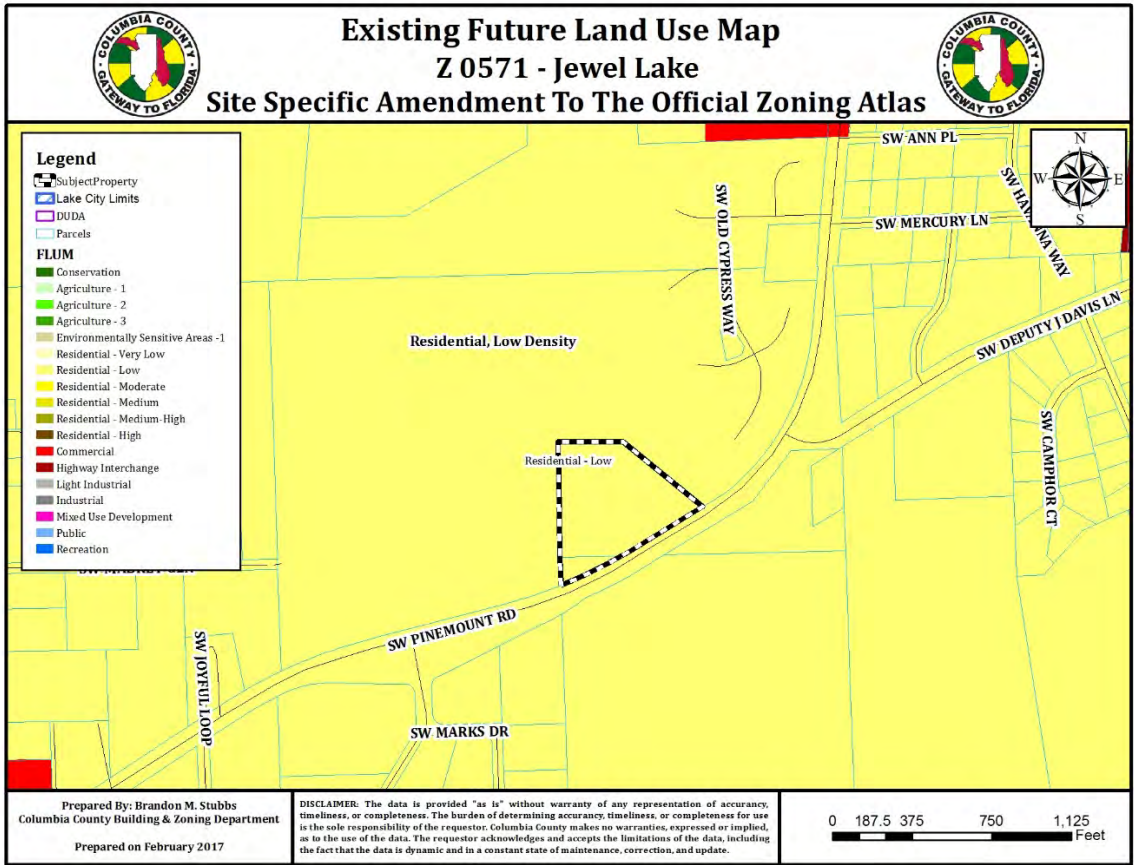 Existing Future Land Use Map
Z 0571 - Jewel Lake
Site Specific Amendment To The Official Zoning Atlas
COLUMBIA COUNTY
GATEWAY TO FLORIDA
COLUMBIA COUNTY
GATEWAY TO FLORIDA
Legend
SubjectProperty
Lake City Limits
DUDA
Parcels
FLUM
Conservation
Agriculture - 1
Agriculture - 2
Agriculture - 3
Environmentally Sensitive Areas -1
Residential - Very Low
Residential - Low
Residential - Moderate
Residential - Medium
Residential - Medium-High
Residential - High
Commercial
Highway Interchange
Light Industrial
Industrial
Mixed Use Development
Public
Recreation
N
W
E
S
SW ANN PL
SW MERCURY LN
SW OLD CYPRESS WAY
SW DEPUTY J DAVIS LN
SW CAMPHOR CT
Residential, Low Density
Residential - Low
SW PINEMOUNT RD
SW JOYFUL LOOP
SW MARKS DR
Prepared By: Brandon M. Stubbs
Columbia County Building & Zoning Department
Prepared on February 2017
DISCLAIMER: The data is provided "as is" without warranty of any representation of accurancy,
timeliness, or completeness. The burden of determining accurancy, timeliness, or completeness for use
is the sole responsibility of the requestor. Columbia County makes no warranties, expressed or implied,
as to the use of the data. The requestor acknowledges and accepts the limitations of the data, including
the fact that the data is dynamic and in a constant state of maintenance, correction, and update.
0 187.5 375 750 1,125
Feet